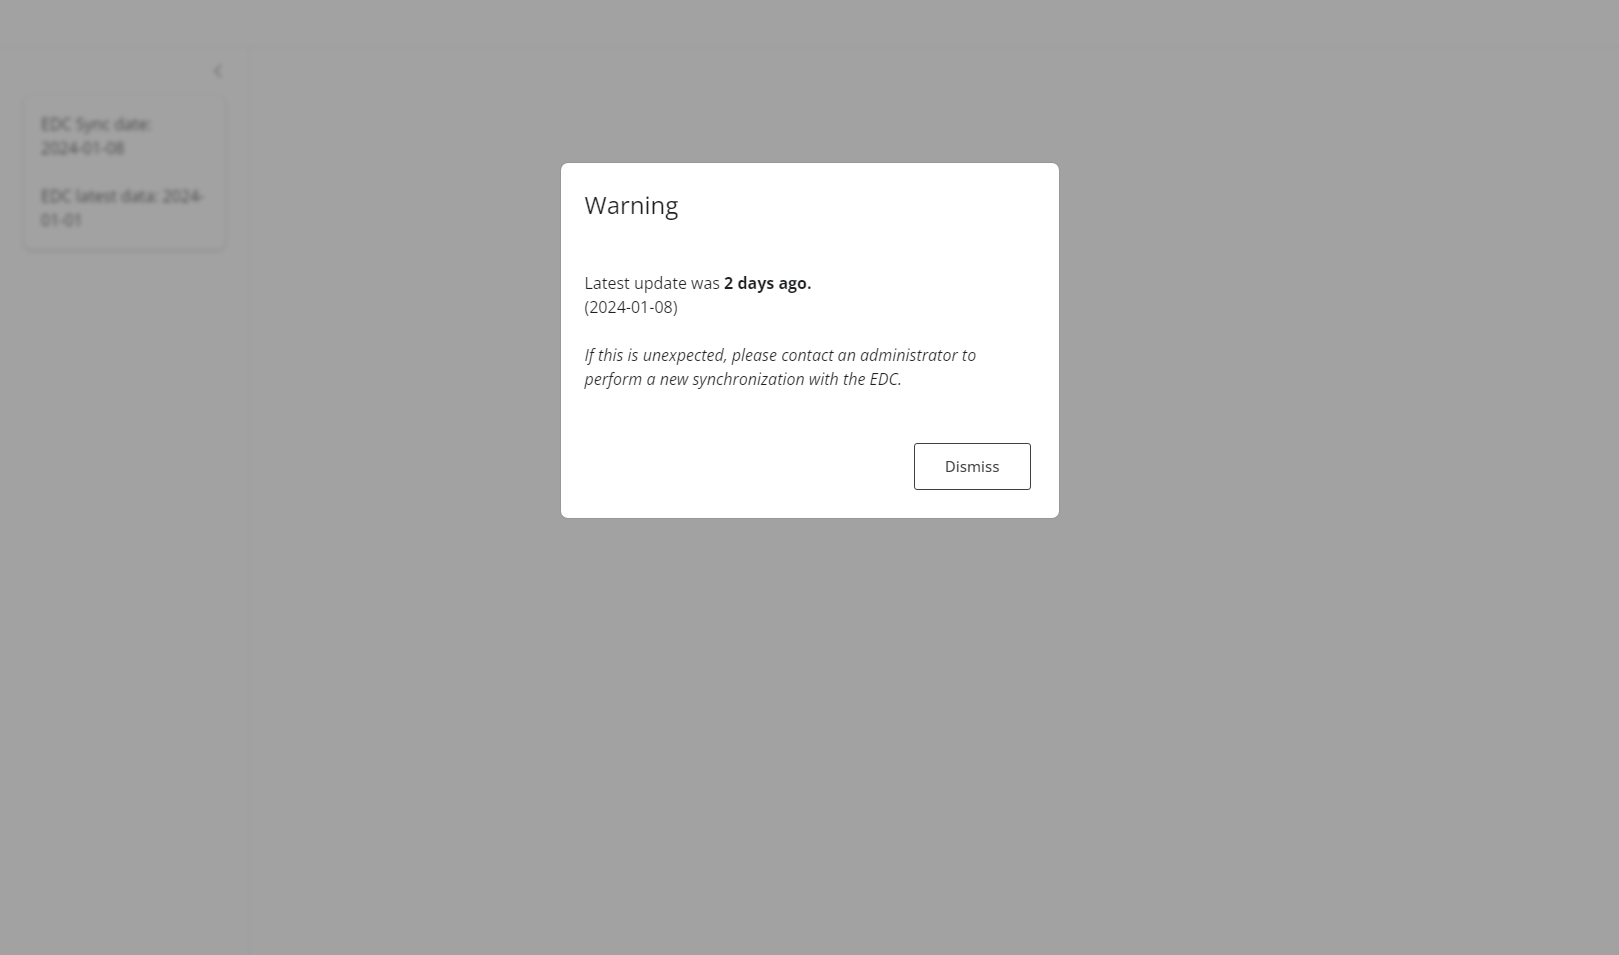 EDC Sync date:
2024-01-08
EDC latest data: 2024-
01-01
Warning
Latest update was 2 days ago.
(2024-01-08)
If this is unexpected, please contact an administrator to
perform a new synchronization with the EDC.
Dismiss